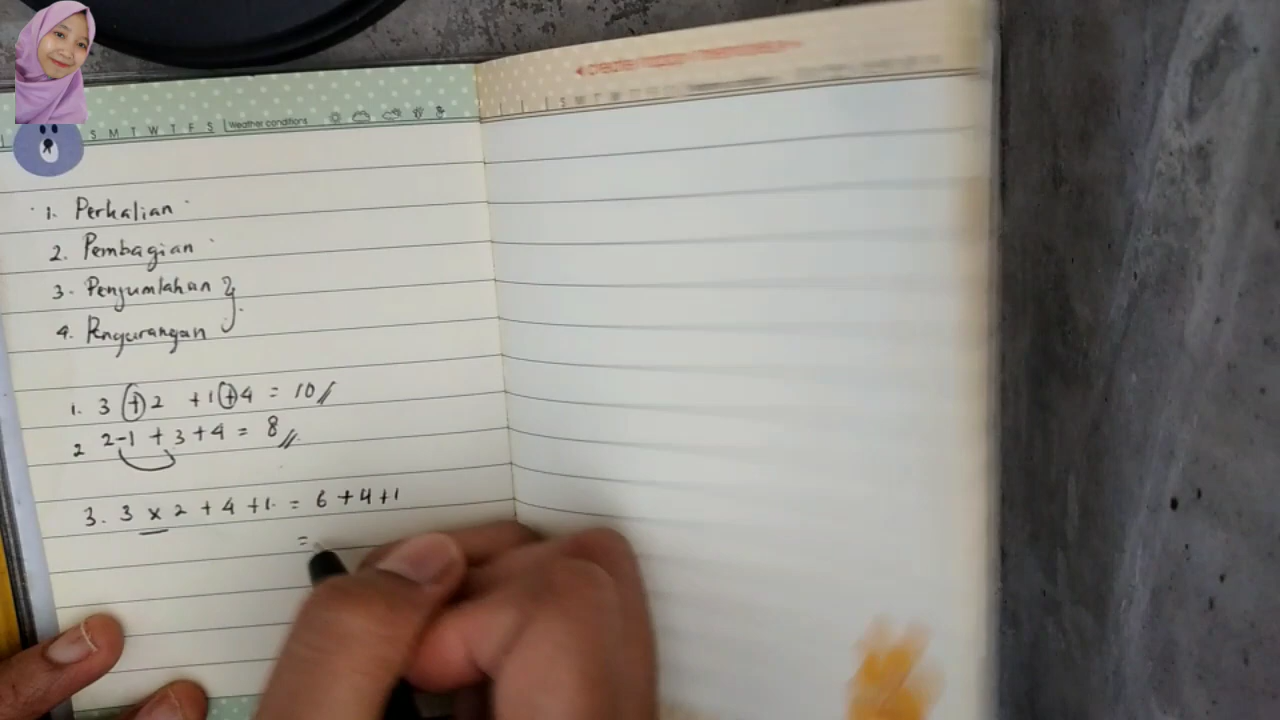 S M T W T F S Weather conditions
1. Perkalian
2. Pembagian
3. Penjumlahan
4. Pengurangan
1. 3 + 2 + 1 + 4 = 10
2 2 - 1 + 3 + 4 = 8
3. 3 x 2 + 4 + 1 = 6 + 4 + 1
=